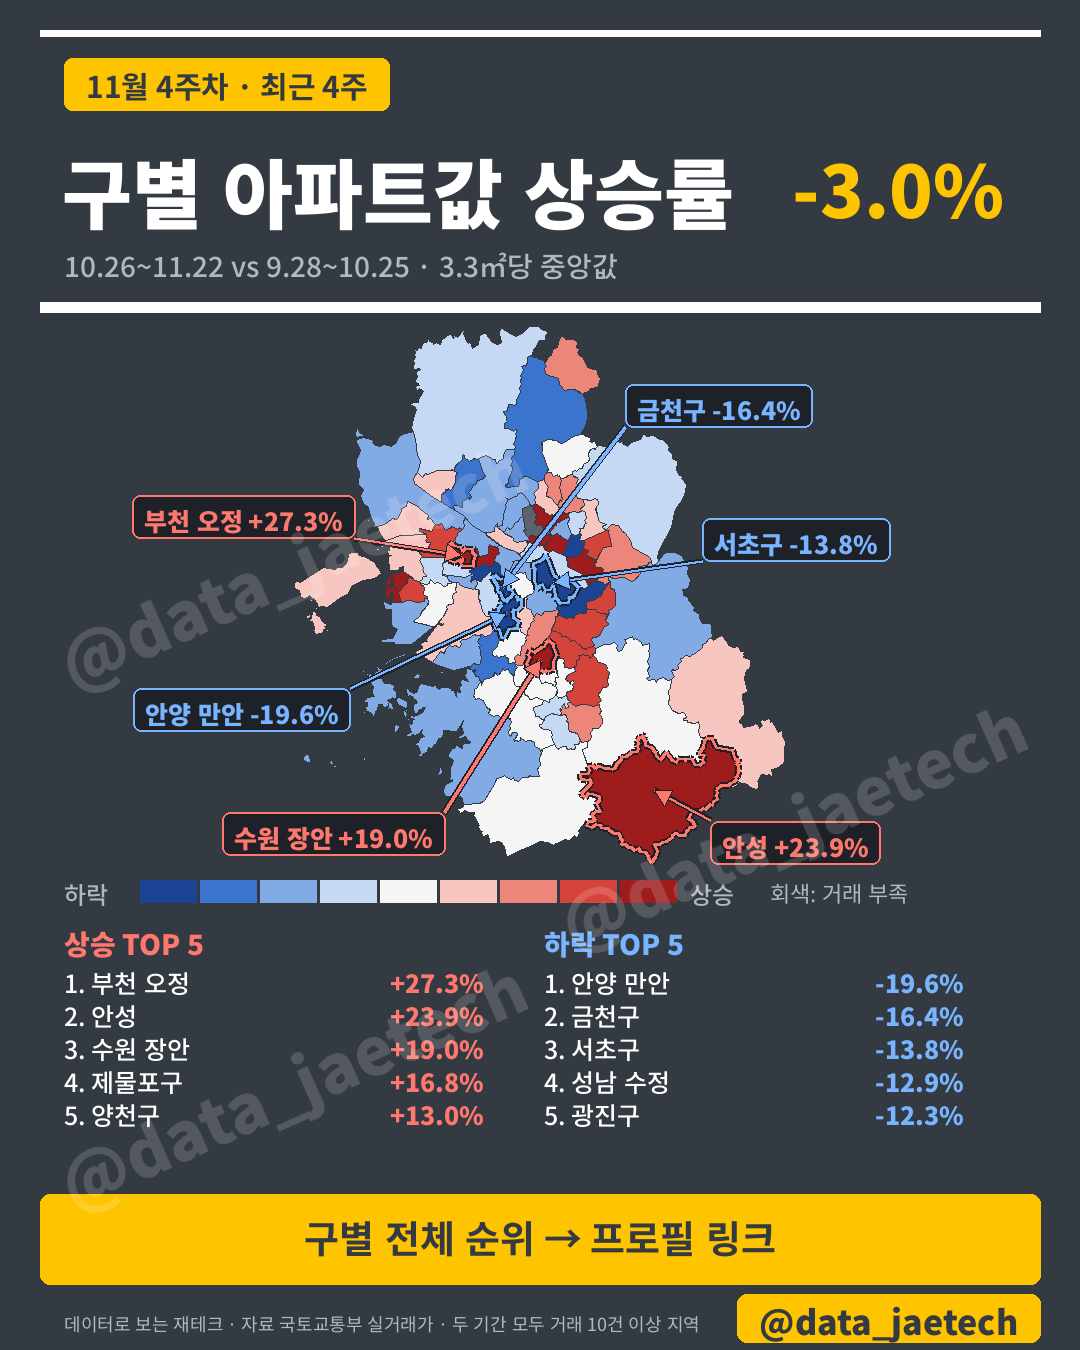 11월 4주차 · 최근 4주
구별 아파트값 상승률 -3.0%
10.26~11.22 vs 9.28~10.25 · 3.3㎡당 중앙값
금천구 -16.4%
부천 오정 +27.3%
서초구 -13.8%
안양 만안 -19.6%
수원 장안 +19.0%
안성 +23.9%
@data_jaetech
@data_jaetech
@data_jaetech
하락 상승 회색: 거래 부족
상승 TOP 5
1. 부천 오정 +27.3%
2. 안성 +23.9%
3. 수원 장안 +19.0%
4. 제물포구 +16.8%
5. 양천구 +13.0%
하락 TOP 5
1. 안양 만안 -19.6%
2. 금천구 -16.4%
3. 서초구 -13.8%
4. 성남 수정 -12.9%
5. 광진구 -12.3%
구별 전체 순위 → 프로필 링크
데이터로 보는 재테크 · 자료 국토교통부 실거래가 · 두 기간 모두 거래 10건 이상 지역
@data_jaetech